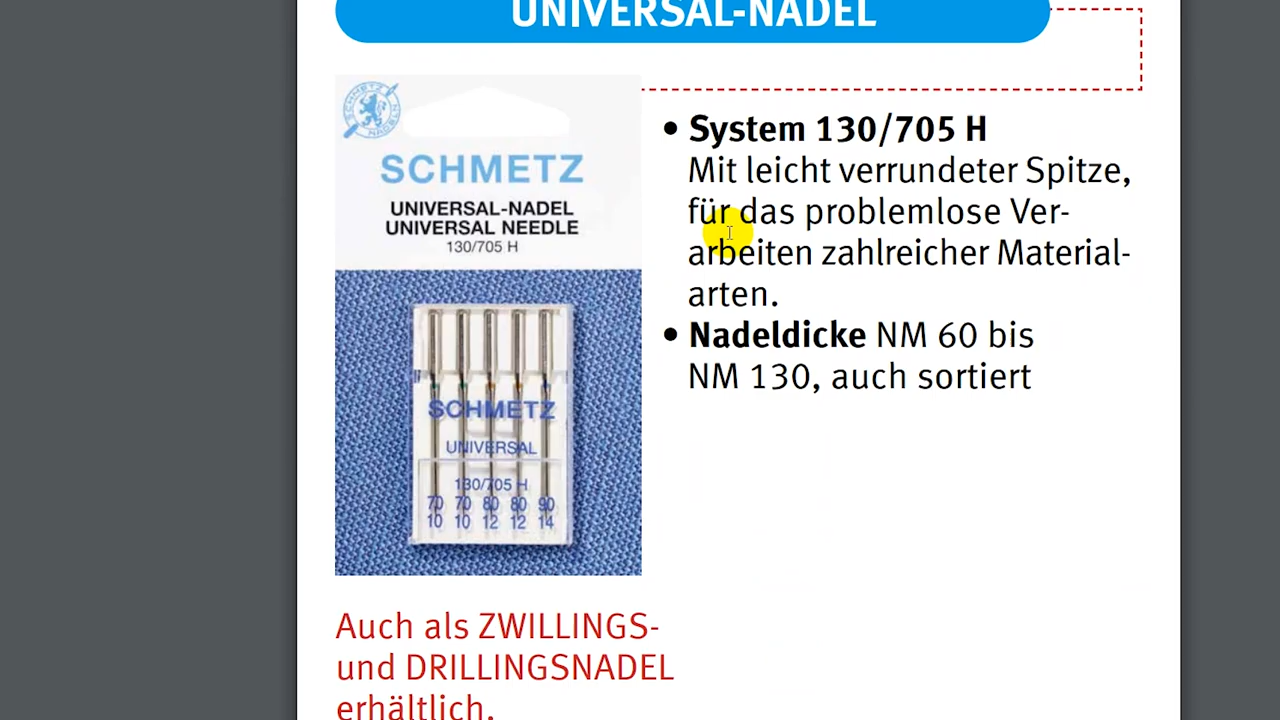 UNIVERSAL-NADEL
SCHMETZ NADELN
SCHMETZ
UNIVERSAL-NADEL
UNIVERSAL NEEDLE
130/705 H
SCHMETZ
UNIVERSAL
130/705 H
70 70 80 80 90
10 10 12 12 14
• System 130/705 H
Mit leicht verrundeter Spitze,
für das problemlose Ver-
arbeiten zahlreicher Material-
arten.
• Nadeldicke NM 60 bis
NM 130, auch sortiert
Auch als ZWILLINGS-
und DRILLINGSNADEL
erhältlich.